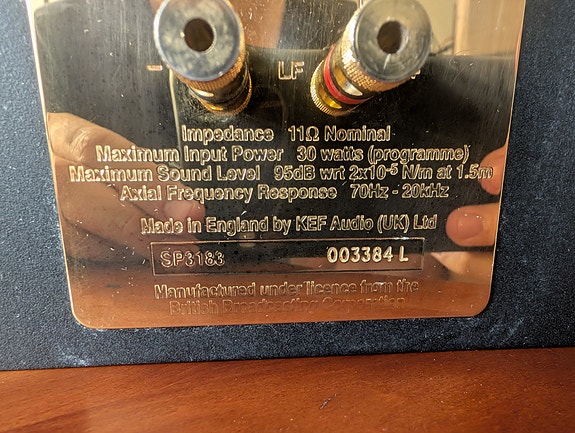 - LF +
Impedance 11Ω Nominal
Maximum Input Power 30 watts (programme)
Maximum Sound Level 95dB wrt 2x10-5 N/m at 1.5m
Axial Frequency Response 70Hz - 20kHz
Made in England by KEF Audio (UK) Ltd
SP3183 003384 L
Manufactured under licence from the
British Broadcasting Corporation